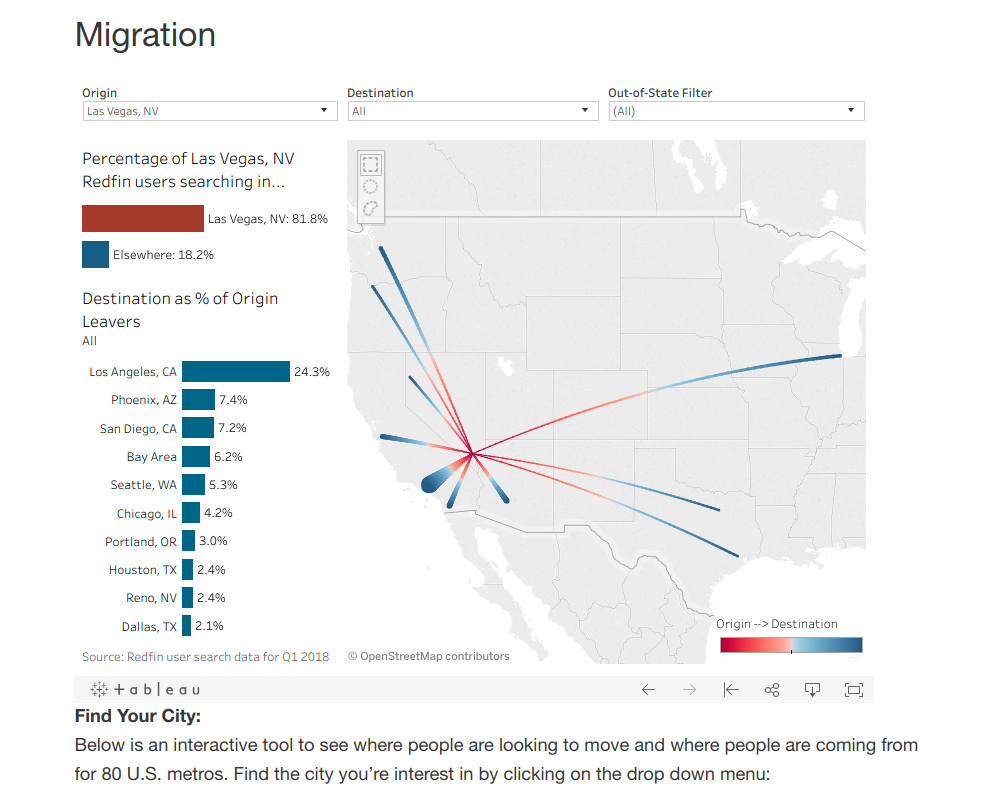 Migration
Origin
Destination
Out-of-State Filter
Las Vegas, NV
All
(All)
Percentage of Las Vegas, NV
Redfin users searching in...
Las Vegas, NV: 81.8%
Elsewhere: 18.2%
Destination as % of Origin
Leavers
All
Los Angeles, CA 24.3%
Phoenix, AZ 7.4%
San Diego, CA 7.2%
Bay Area 6.2%
Seattle, WA 5.3%
Chicago, IL 4.2%
Portland, OR 3.0%
Houston, TX 2.4%
Reno, NV 2.4%
Dallas, TX 2.1%
Origin --> Destination
Source: Redfin user search data for Q1 2018
© OpenStreetMap contributors
+ableau
Find Your City:
Below is an interactive tool to see where people are looking to move and where people are coming from
for 80 U.S. metros. Find the city you’re interest in by clicking on the drop down menu: